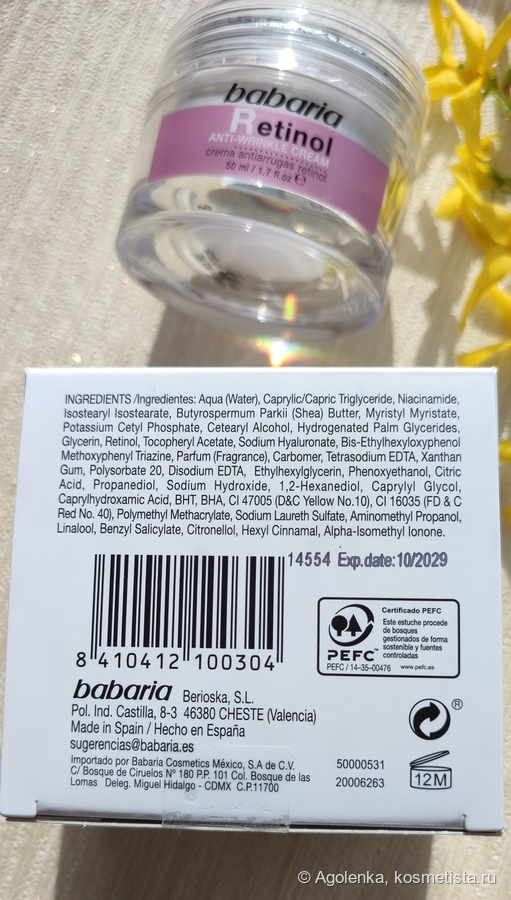 babaria
Retinol
ANTI-WRINKLE CREAM
crema antiarrugas retinol
50 ml / 1.7 fl.oz ℮
INGREDIENTS /Ingredientes: Aqua (Water), Caprylic/Capric Triglyceride, Niacinamide,
Isostearyl Isostearate, Butyrospermum Parkii (Shea) Butter, Myristyl Myristate,
Potassium Cetyl Phosphate, Cetearyl Alcohol, Hydrogenated Palm Glycerides,
Glycerin, Retinol, Tocopheryl Acetate, Sodium Hyaluronate, Bis-Ethylhexyloxyphenol
Methoxyphenyl Triazine, Parfum (Fragrance), Carbomer, Tetrasodium EDTA, Xanthan
Gum, Polysorbate 20, Disodium EDTA, Ethylhexylglycerin, Phenoxyethanol, Citric
Acid, Propanediol, Sodium Hydroxide, 1,2-Hexanediol, Caprylyl Glycol,
Caprylhydroxamic Acid, BHT, BHA, CI 47005 (D&C Yellow No.10), CI 16035 (FD & C
Red No. 40), Polymethyl Methacrylate, Sodium Laureth Sulfate, Aminomethyl Propanol,
Linalool, Benzyl Salicylate, Citronellol, Hexyl Cinnamal, Alpha-Isomethyl Ionone.
14554 Exp.date:10/2029
8 410412 100304
Certificado PEFC
Este estuche procede
de bosques
gestionados de forma
sostenible y fuentes
controladas
PEFC™
PEFC / 14-35-00476 www.pefc.es
babaria Berioska, S.L.
Pol. Ind. Castilla, 8-3 46380 CHESTE (Valencia)
Made in Spain / Hecho en España
sugerencias@babaria.es
Importado por Babaria Cosmetics México, S.A de C.V.
C/ Bosque de Ciruelos Nº 180 P.P. 101 Col. Bosque de las
Lomas Deleg. Miguel Hidalgo - CDMX C.P.11700
50000531
20006263
®
12M
© Agolenka, kosmetista.ru